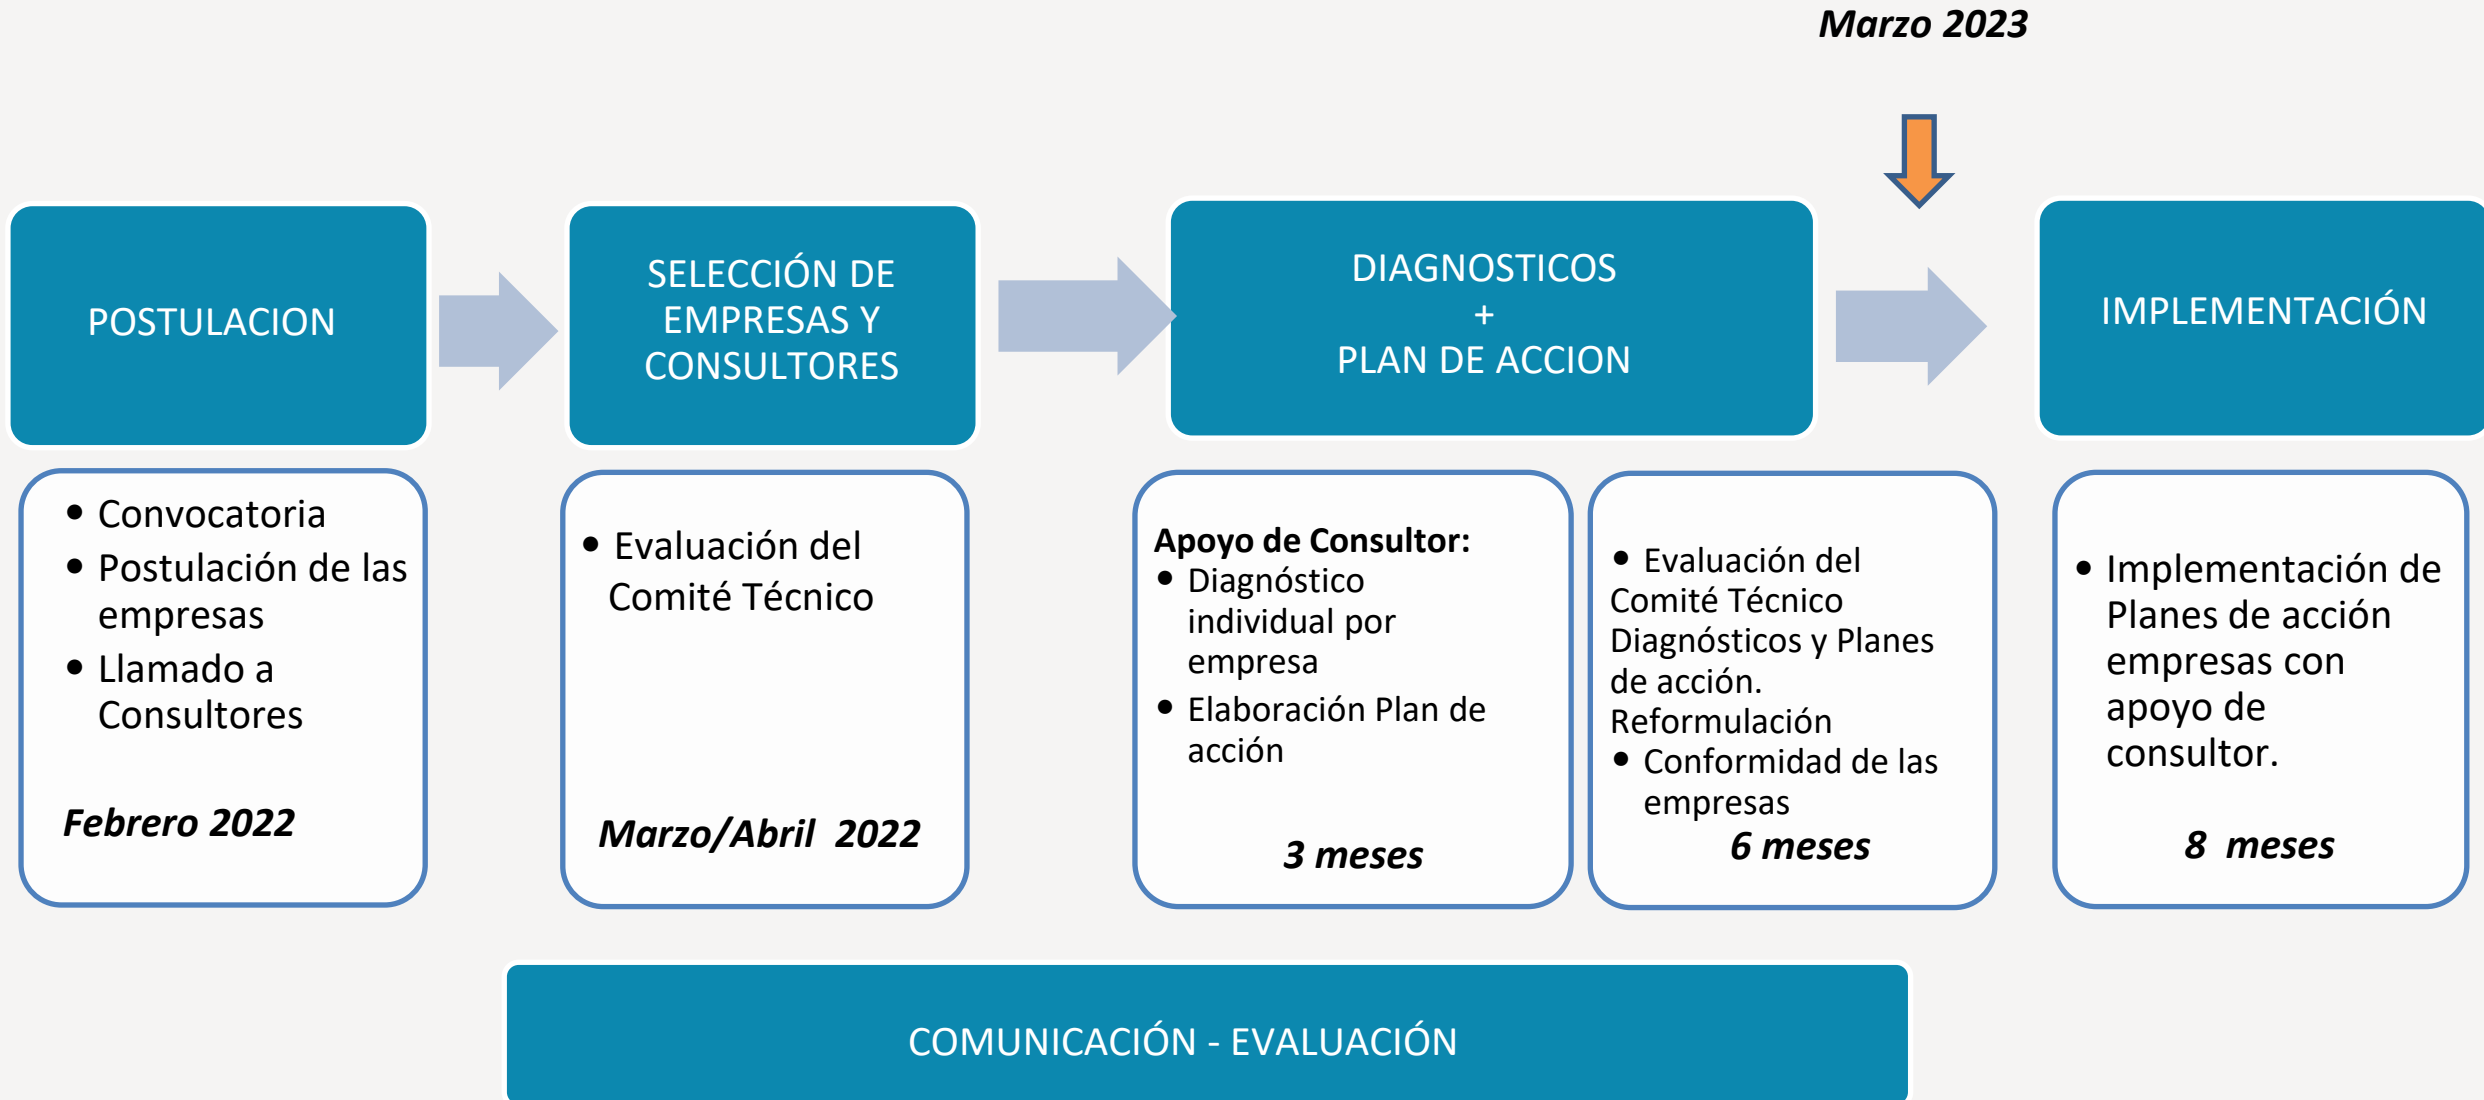 Marzo 2023
POSTULACION
SELECCIÓN DE
EMPRESAS Y
CONSULTORES
DIAGNOSTICOS
+
PLAN DE ACCION
IMPLEMENTACIÓN
• Convocatoria
• Postulación de las
empresas
• Llamado a
Consultores
Febrero 2022
• Evaluación del
Comité Técnico
Marzo/Abril 2022
Apoyo de Consultor:
• Diagnóstico
individual por
empresa
• Elaboración Plan de
acción
3 meses
• Evaluación del
Comité Técnico
Diagnósticos y Planes
de acción.
Reformulación
• Conformidad de las
empresas
6 meses
• Implementación de
Planes de acción
empresas con
apoyo de
consultor.
8 meses
COMUNICACIÓN - EVALUACIÓN